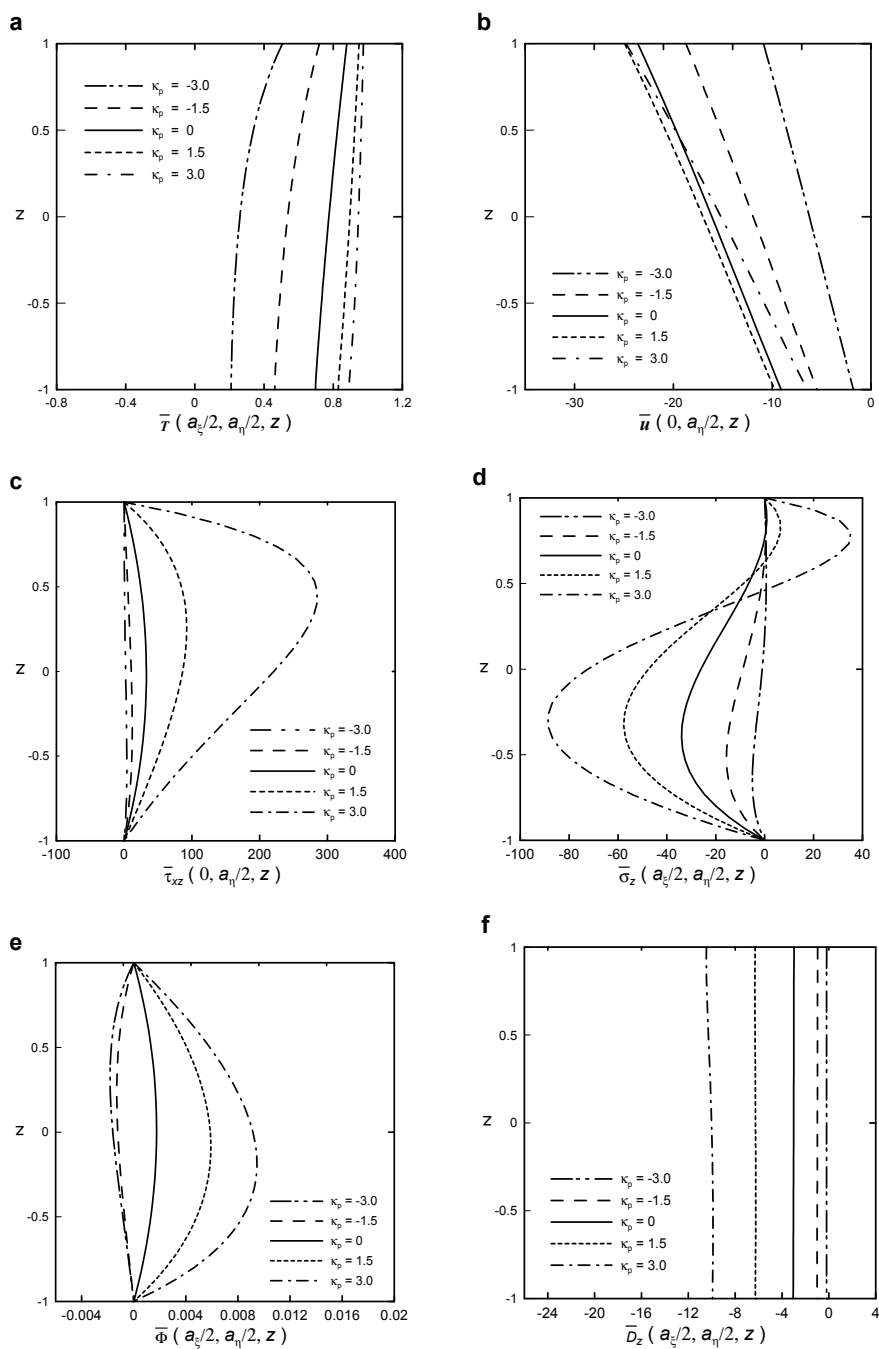 a
1
0.5
z 0
-0.5
-1
-0.8 -0.4 0 0.4 0.8 1.2
κp = -3.0
κp = -1.5
κp = 0
κp = 1.5
κp = 3.0
T̅ ( aξ/2, aη/2, z )
b
1
0.5
z 0
-0.5
-1
-30 -20 -10 0
κp = -3.0
κp = -1.5
κp = 0
κp = 1.5
κp = 3.0
u̅ ( 0, aη/2, z )
c
1
0.5
z 0
-0.5
-1
-100 0 100 200 300 400
κp = -3.0
κp = -1.5
κp = 0
κp = 1.5
κp = 3.0
τ̅xz ( 0, aη/2, z )
d
1
0.5
z 0
-0.5
-1
-100 -80 -60 -40 -20 0 20 40
κp = -3.0
κp = -1.5
κp = 0
κp = 1.5
κp = 3.0
σ̅z ( aξ/2, aη/2, z )
e
1
0.5
z 0
-0.5
-1
-0.004 0 0.004 0.008 0.012 0.016 0.02
κp = -3.0
κp = -1.5
κp = 0
κp = 1.5
κp = 3.0
Φ̅ ( aξ/2, aη/2, z )
f
1
0.5
z 0
-0.5
-1
-24 -20 -16 -12 -8 -4 0 4
κp = -3.0
κp = -1.5
κp = 0
κp = 1.5
κp = 3.0
D̅z ( aξ/2, aη/2, z )